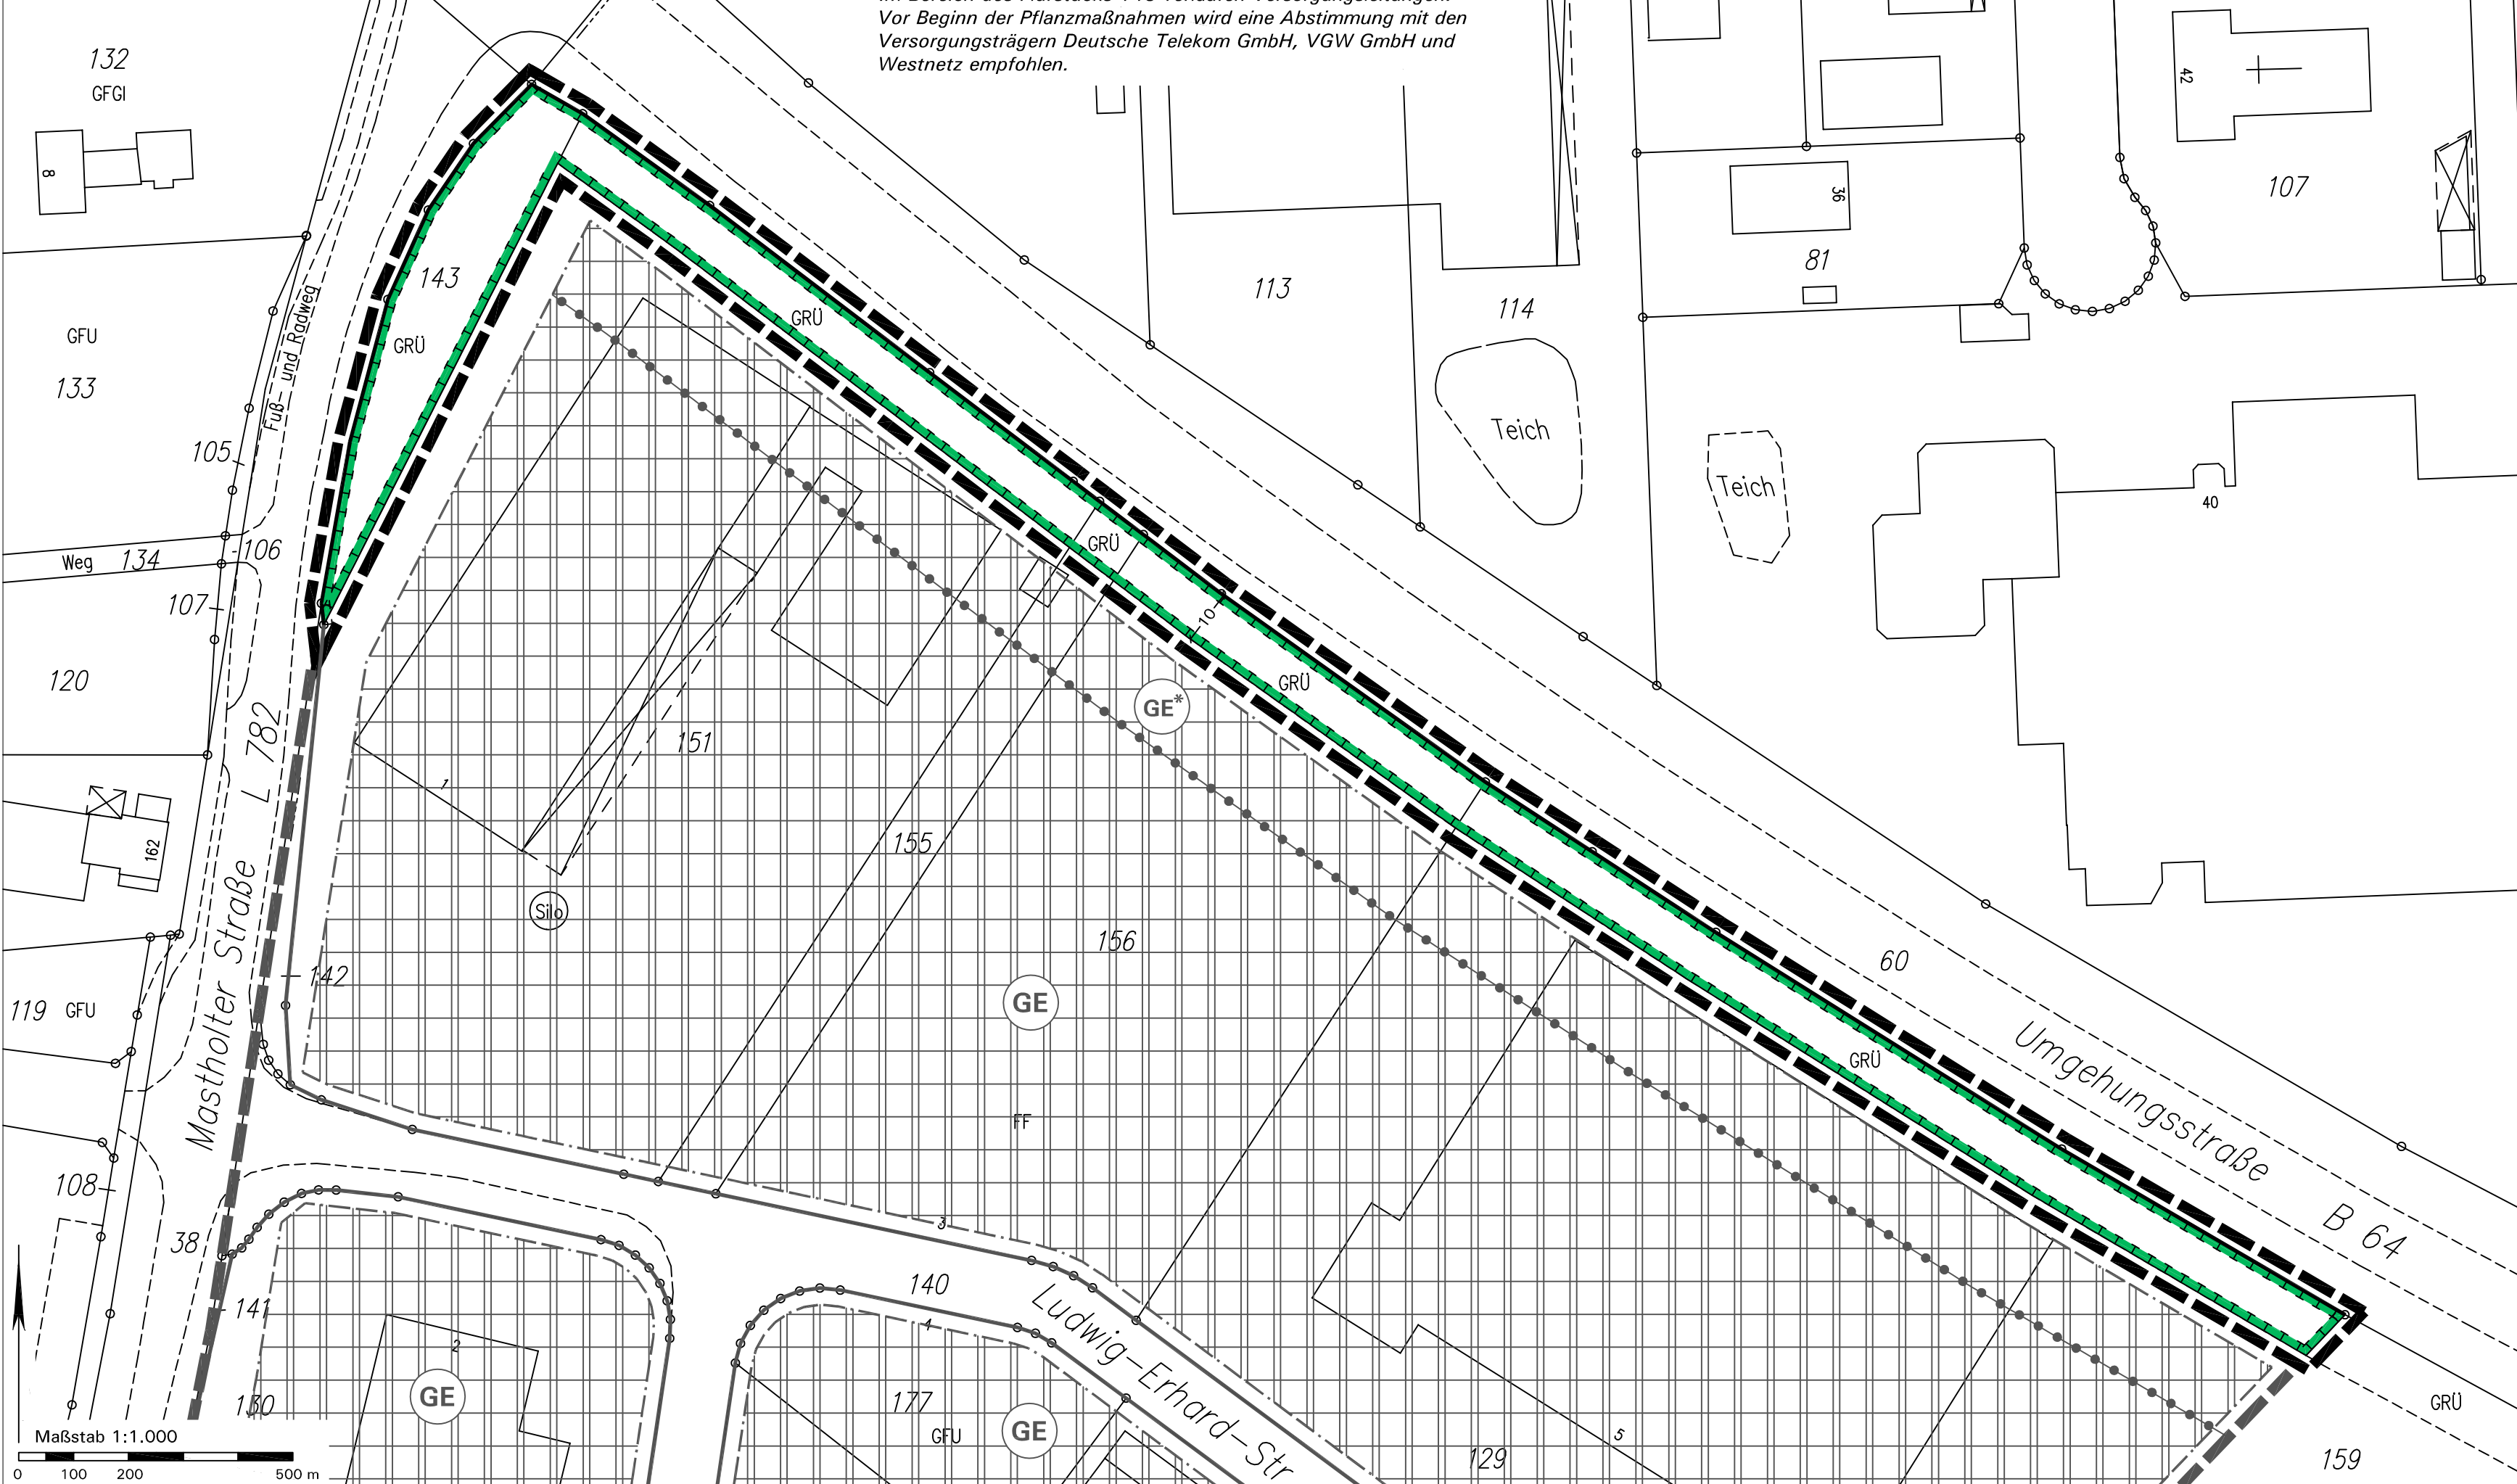 Vor Beginn der Pflanzmaßnahmen wird eine Abstimmung mit den
Versorgungsträgern Deutsche Telekom GmbH, VGW GmbH und
Westnetz empfohlen.
132
GFGI
8
42
107
36
81
113
114
143
GRÜ
GRÜ
Fuß- und Radweg
GFU
133
105
Teich
Teich
40
Weg 134
106
107
GRÜ
10
GRÜ
GE*
120
L 782
151
1
155
162
Silo
156
60
142
GE
119 GFU
Mastholter Straße
FF
GRÜ
Umgehungsstraße
B 64
108
38
3
140
141
4
2
Ludwig-Erhard-Str
GE
130
177
GFU
GE
129
5
GRÜ
159
Maßstab 1:1.000
0 100 200 500 m